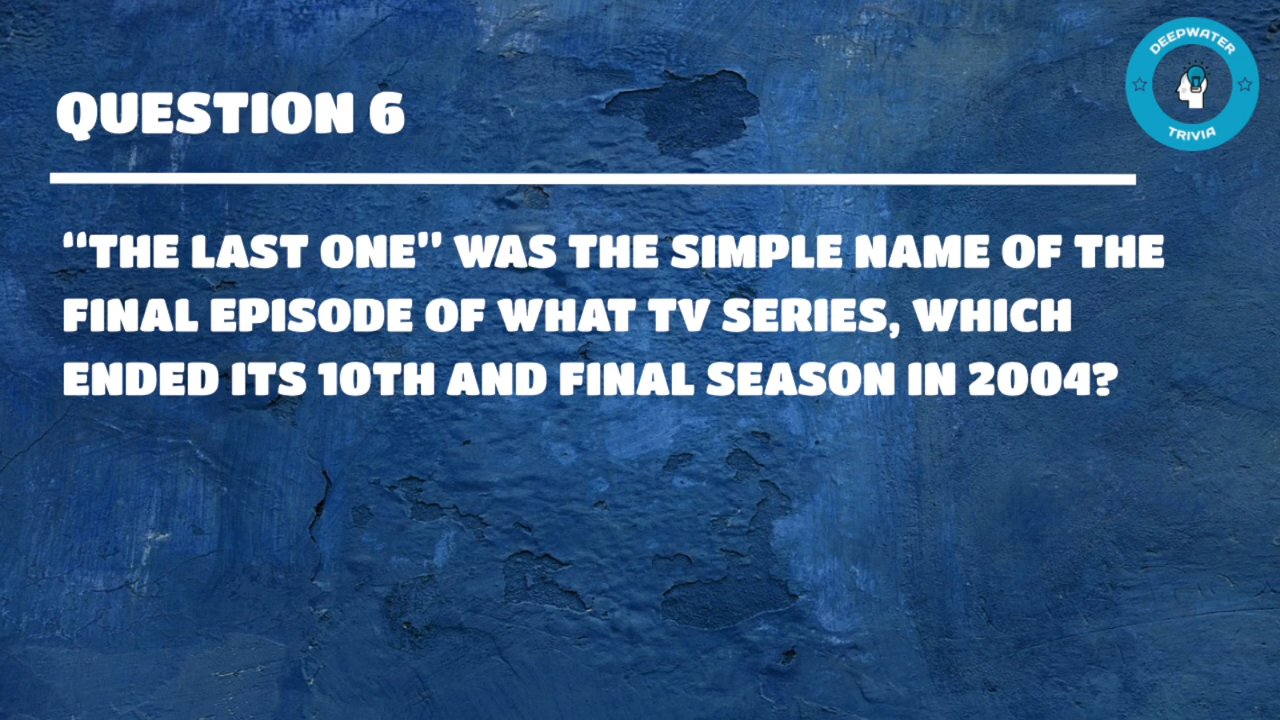 DEEPWATER
TRIVIA
QUESTION 6
“THE LAST ONE” WAS THE SIMPLE NAME OF THE
FINAL EPISODE OF WHAT TV SERIES, WHICH
ENDED ITS 10TH AND FINAL SEASON IN 2004?